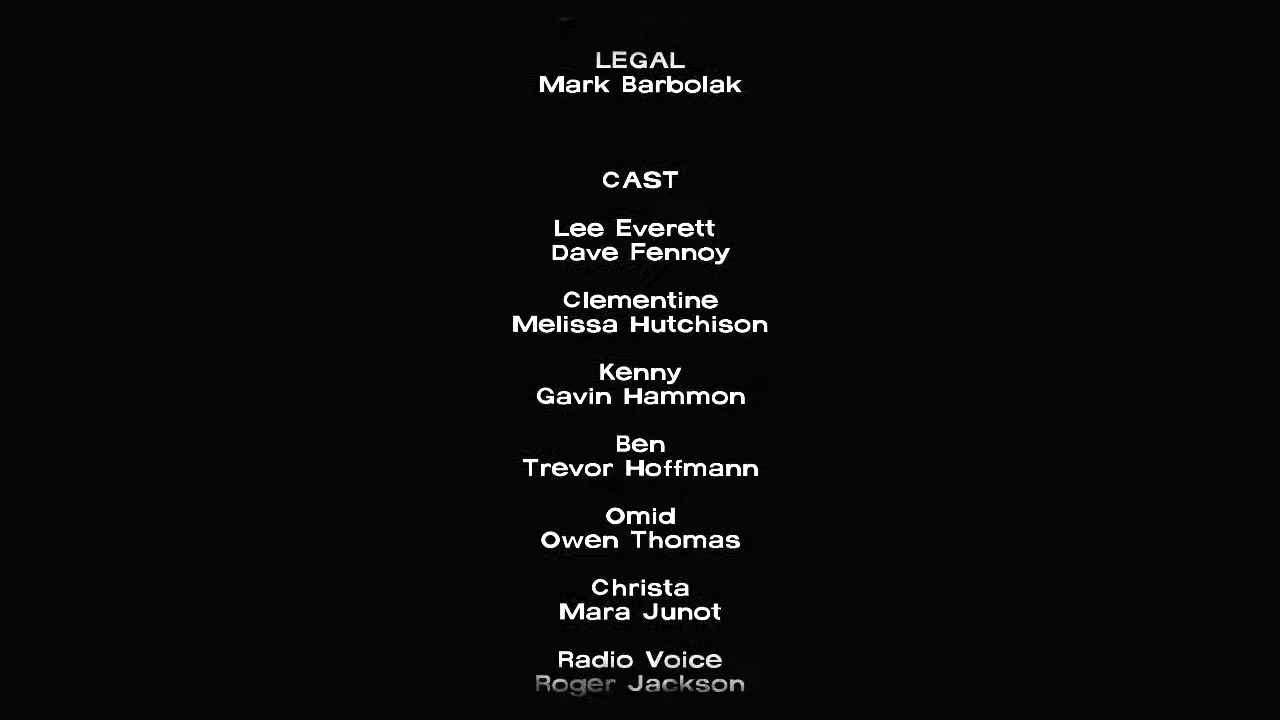 LEGAL
Mark Barbolak
CAST
Lee Everett
Dave Fennoy
Clementine
Melissa Hutchison
Kenny
Gavin Hammon
Ben
Trevor Hoffmann
Omid
Owen Thomas
Christa
Mara Junot
Radio Voice
Roger Jackson